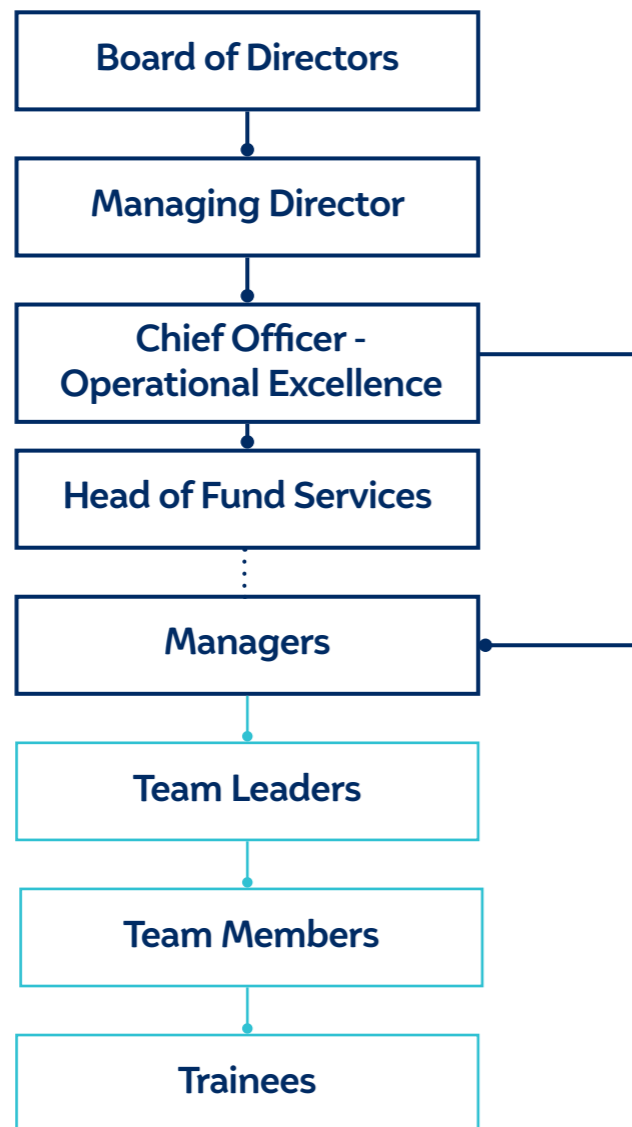 Board of Directors
Managing Director
Chief Officer -
Operational Excellence
Head of Fund Services
Managers
Team Leaders
Team Members
Trainees